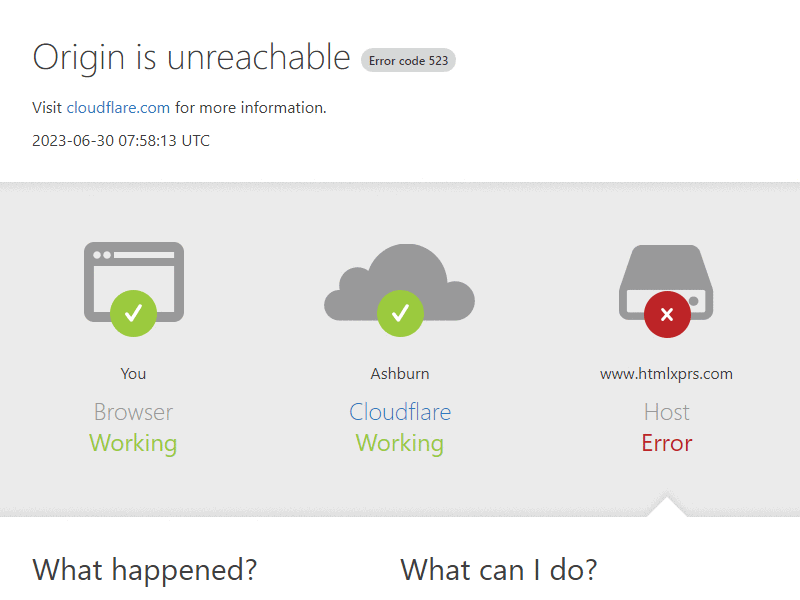 Origin is unreachable Error code 523
Visit cloudflare.com for more information.
2023-06-30 07:58:13 UTC
You
Browser
Working
Ashburn
Cloudflare
Working
www.htmlxprs.com
Host
Error
What happened?
What can I do?